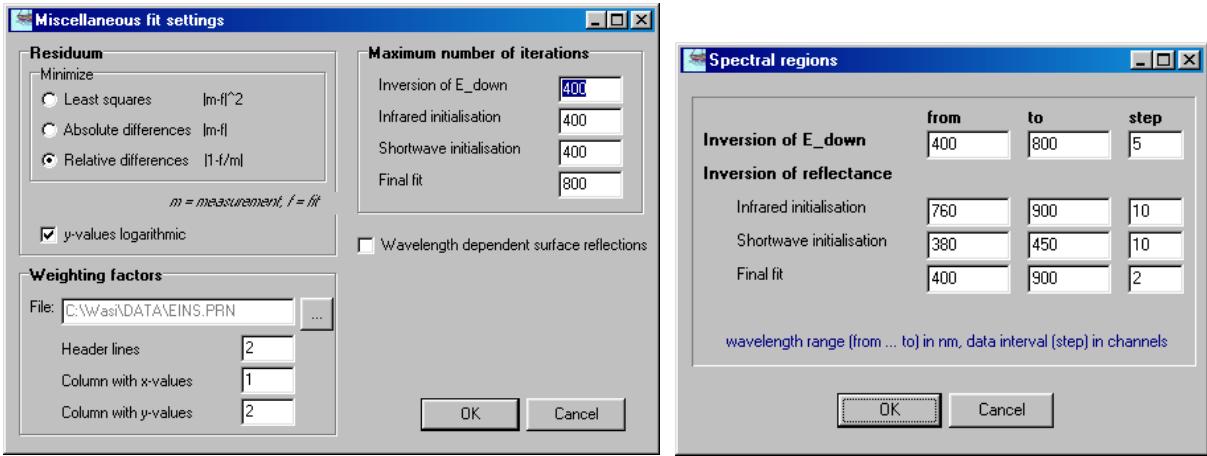 Miscellaneous fit settings
Residuum
Minimize
Least squares |m-f|^2
Absolute differences |m-f|
Relative differences |1-f/m|
m = measurement, f = fit
y-values logarithmic
Weighting factors
File: C:\Wasi\DATA\EINS.PRN ...
Header lines 2
Column with x-values 1
Column with y-values 2
Maximum number of iterations
Inversion of E_down 400
Infrared initialisation 400
Shortwave initialisation 400
Final fit 800
Wavelength dependent surface reflections
OK Cancel
Spectral regions
from to step
Inversion of E_down 400 800 5
Inversion of reflectance
Infrared initialisation 760 900 10
Shortwave initialisation 380 450 10
Final fit 400 900 2
wavelength range (from ... to) in nm, data interval (step) in channels
OK Cancel